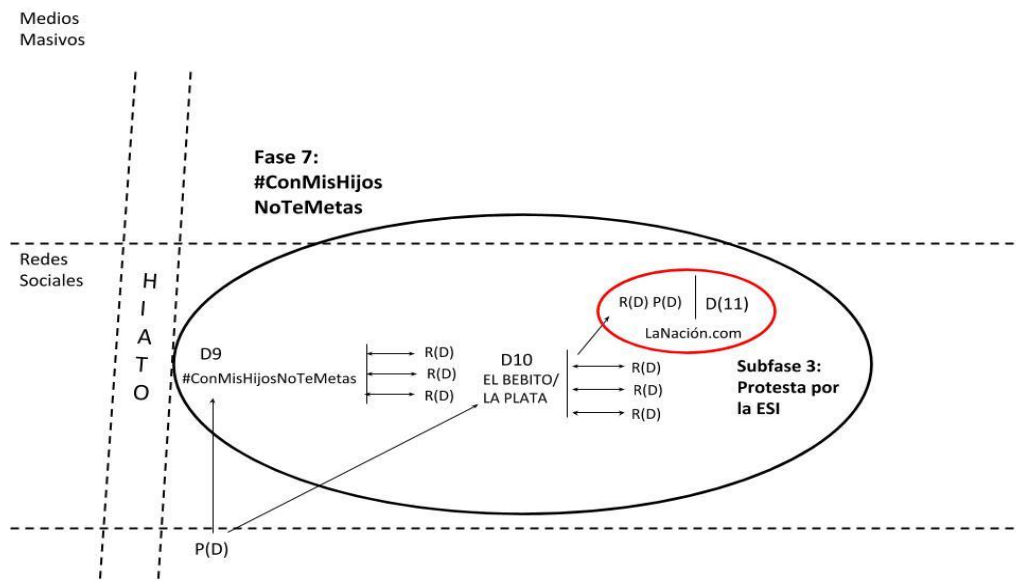 Medios
Masivos
Fase 7:
#ConMisHijos
NoTeMetas
Redes
Sociales
H
I
A
T
O
R(D) P(D)
D(11)
LaNación.com
D9
#ConMisHijosNoTeMetas
R(D)
R(D)
R(D)
D10
EL BEBITO/
LA PLATA
R(D)
R(D)
R(D)
Subfase 3:
Protesta por
la ESI
P(D)